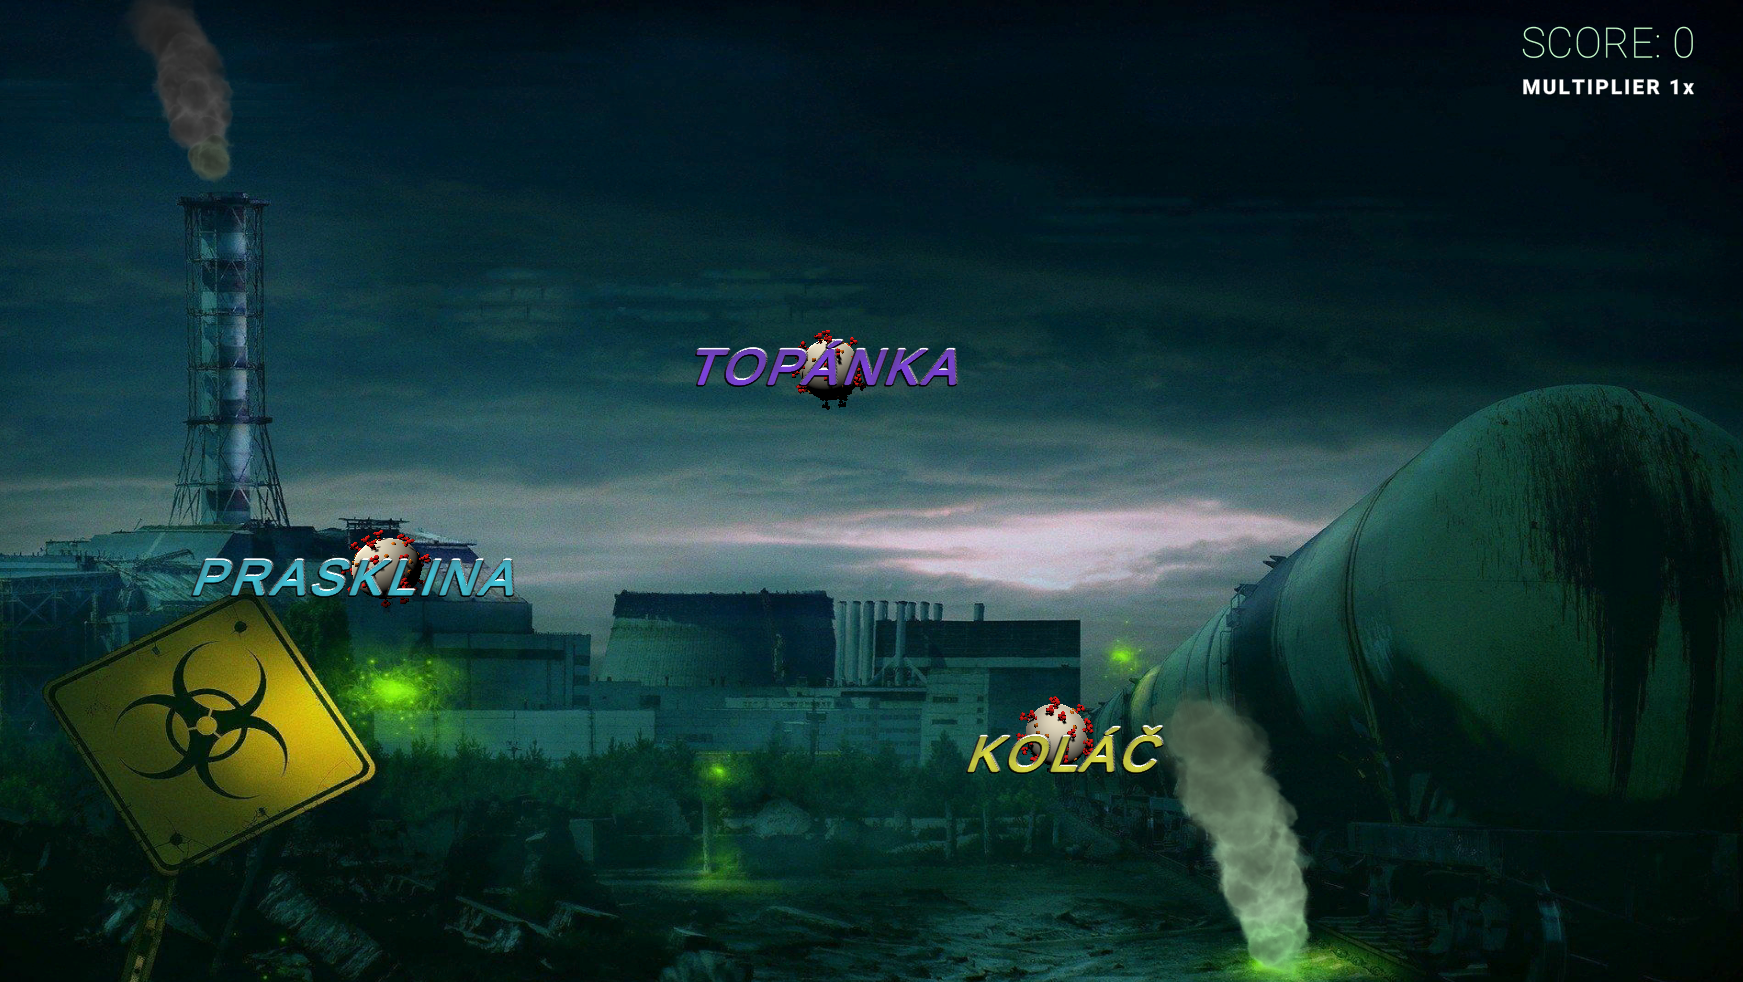 SCORE: 0
MULTIPLIER 1x
TOPÁNKA
PRASKLINA
KOLÁČ